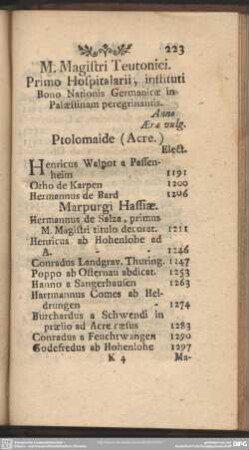 223
M. Magistri Teutonici.
Primo Hospitalarii, instituti
Bono Nationis Germanicæ in
Palæstinam peregrinantis.
Anno
Æræ vulg.
Ptolomaide (Acre.)
Elect.
Henricus Walpot a Passen-
heim - 1191
Otho de Karpen 1200
Hermannus de Bard 1206
Marpurgi Hassiæ.
Hermannus de Salza, primus
M. Magistri titulo decorat. 1211
Henricus ab Hohenlohe ad
A. - 1246
Conradus Landgrav. Thuring. 1247
Poppo ab Osternau abdicat. 1253
Hanno a Sangerhausen 1263
Hartmannus Comes ab Hel-
drungen - 1274
Burchardus a Schwendi in
prælio ad Acre cæsus 1283
Conradus a Feuchtwangen 1290
Godefredus ab Hohenlohe 1297
K 4 Ma-